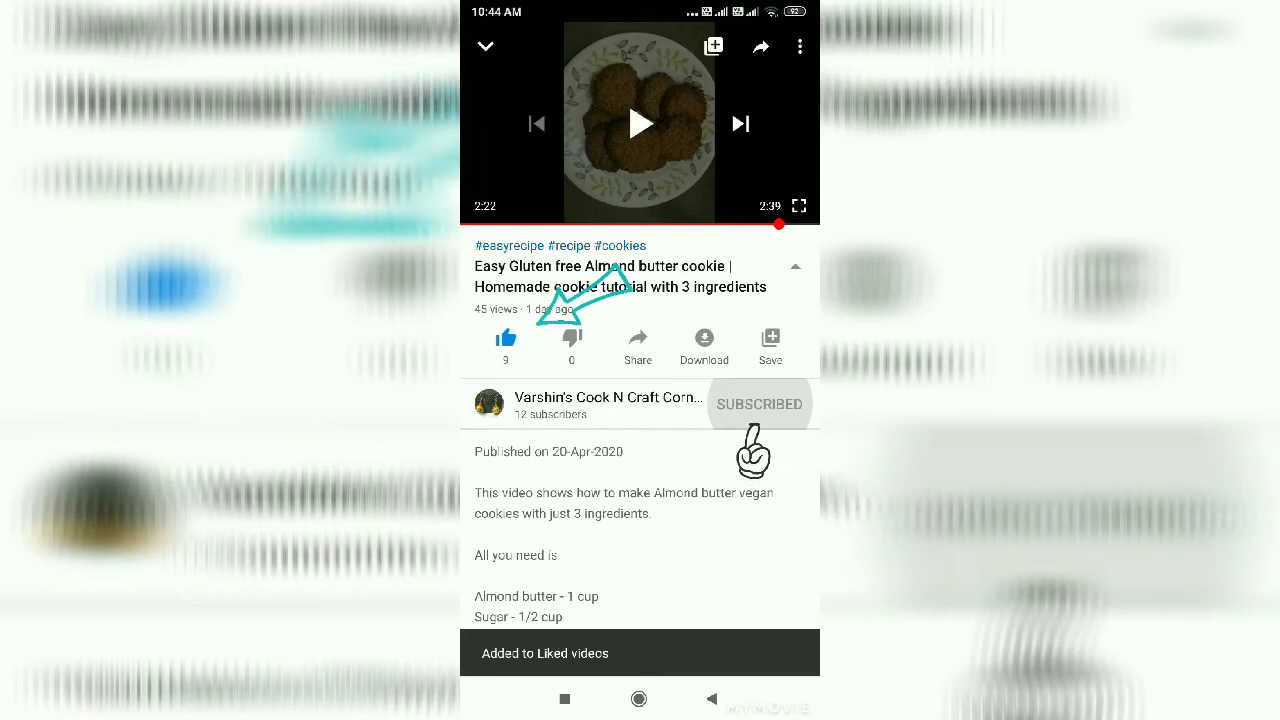 10:44 AM
92
2:22
2:39
#easyrecipe #recipe #cookies
Easy Gluten free Almond butter cookie |
Homemade cookie tutorial with 3 ingredients
45 views · 1 day ago
9
0
Share
Download
Save
Varshin's Cook N Craft Corn...
12 subscribers
SUBSCRIBED
Published on 20-Apr-2020
This video shows how to make Almond butter vegan
cookies with just 3 ingredients.
All you need is
Almond butter - 1 cup
Sugar - 1/2 cup
Added to Liked videos
MYMOVIE